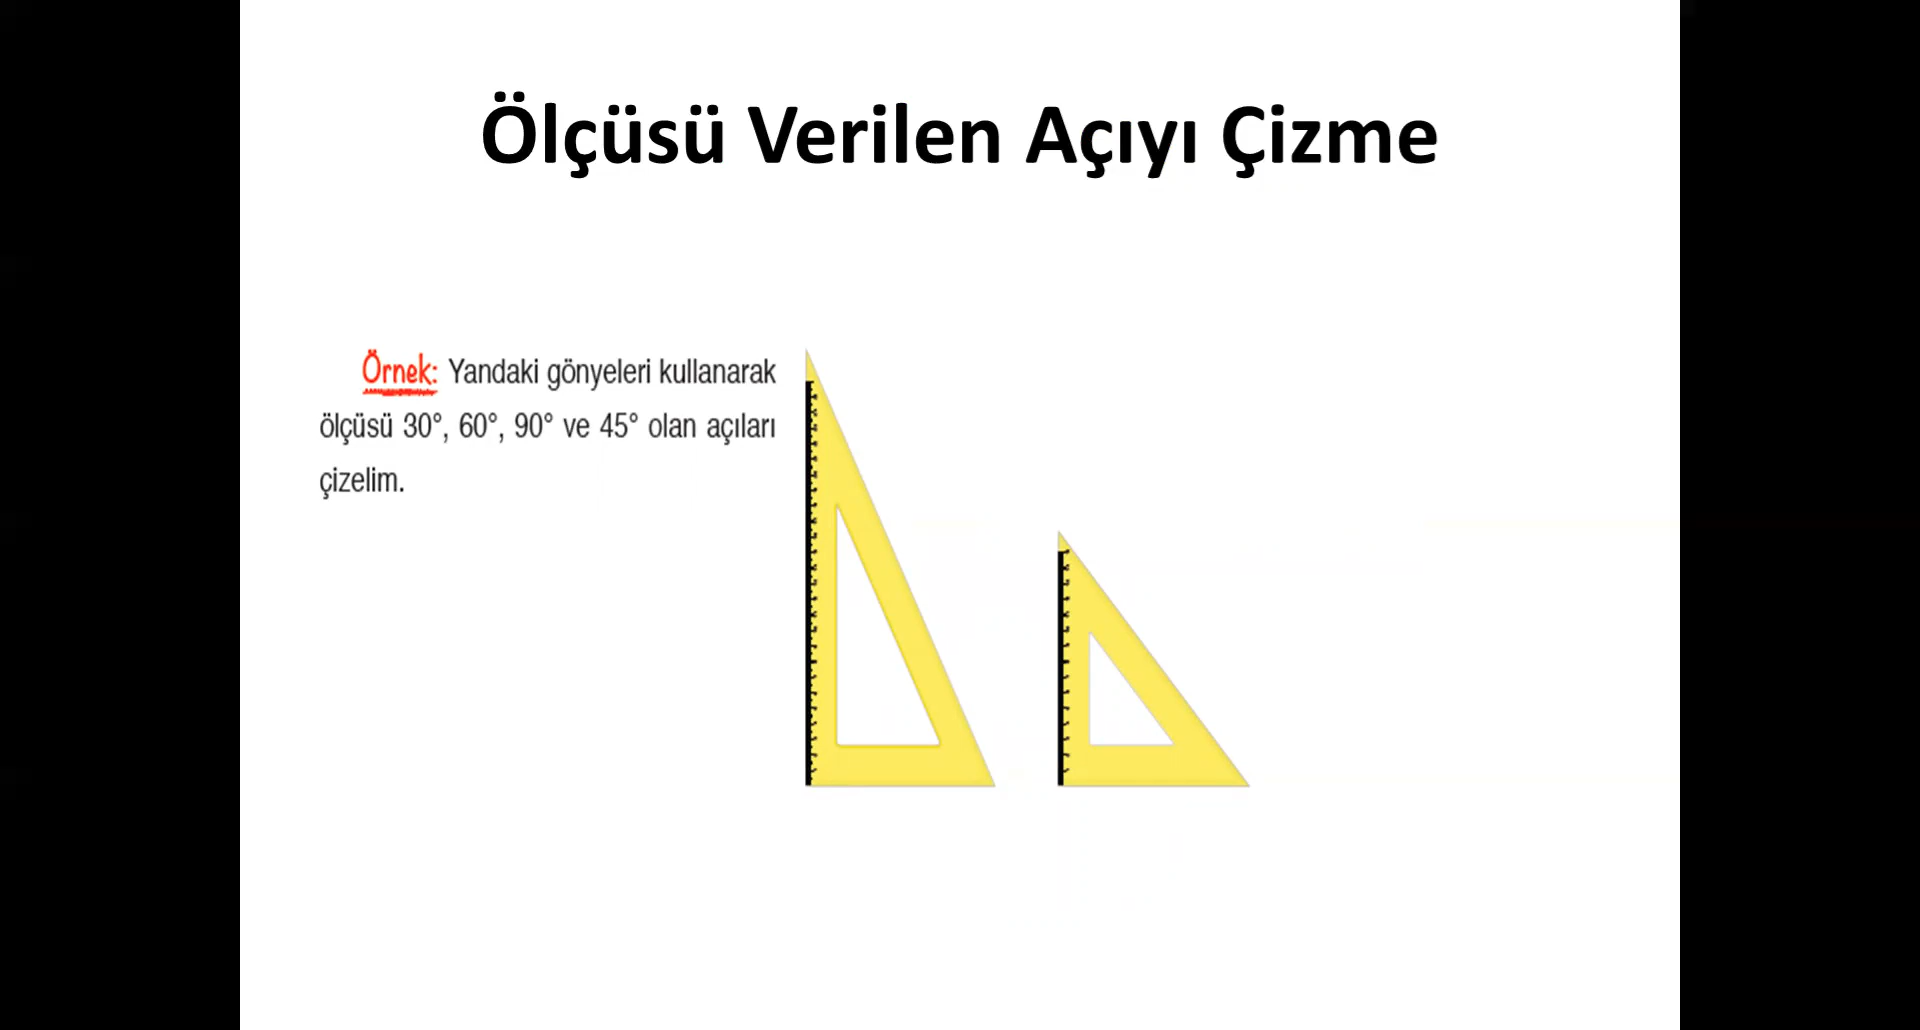 Ölçüsü Verilen Açıyı Çizme
Örnek: Yandaki gönyeleri kullanarak
ölçüsü 30°, 60°, 90° ve 45° olan açıları
çizelim.